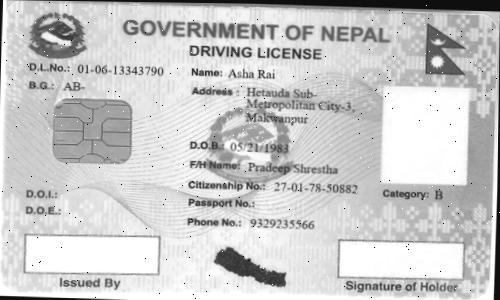 GOVERNMENT OF NEPAL
DRIVING LICENSE
D.L.No.: 01-06-13343790
B.G.: AB-
Name: Asha Rai
Address : Hetauda Sub-
Metropolitan City-3,
Makwanpur
D.O.B.: 05/21/1983
F/H Name: Pradeep Shrestha
Citizenship No.: 27-01-78-50882
Passport No.:
Phone No.: 9329235566
Category: B
D.O.I.:
D.O.E.:
Issued By
Signature of Holder